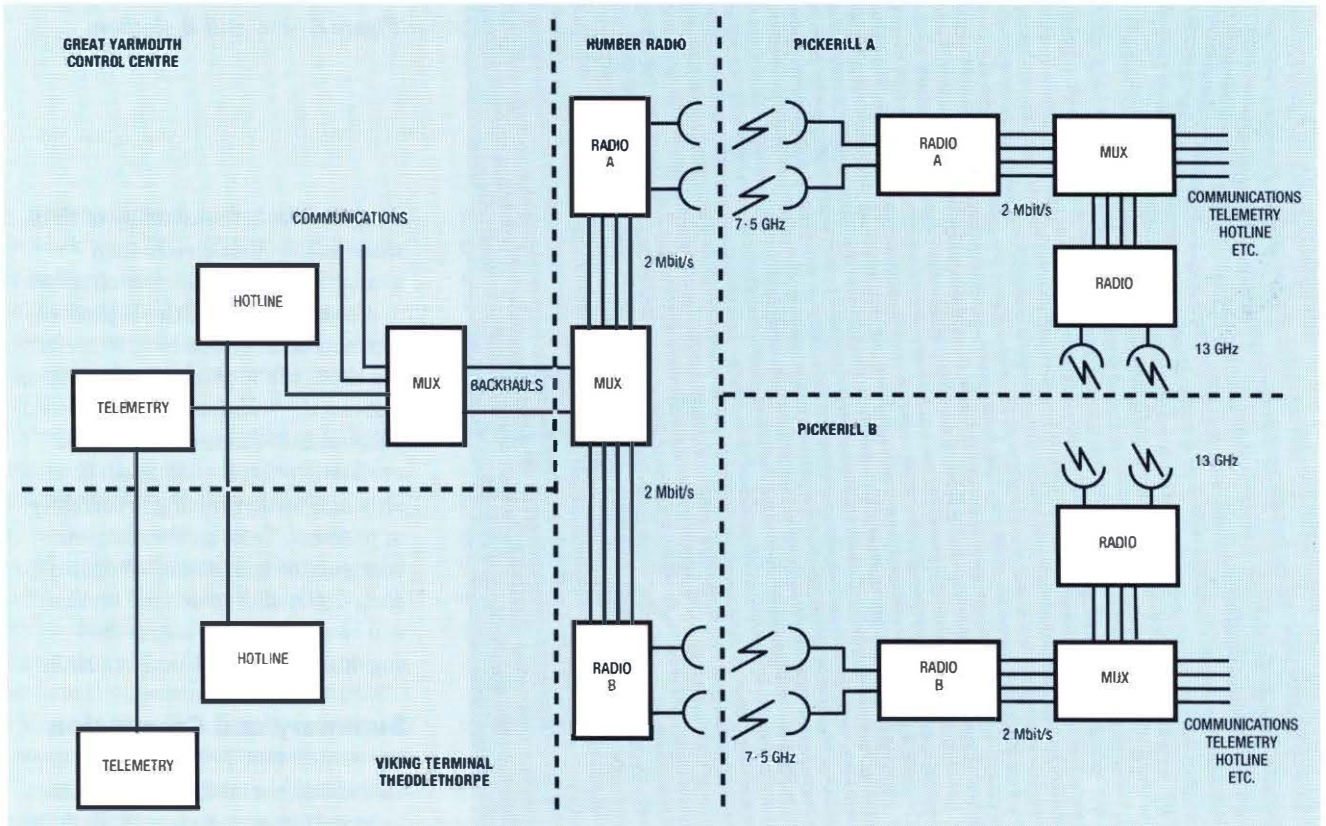 GREAT YARMOUTH
CONTROL CENTRE
COMMUNICATIONS
HOTLINE
TELEMETRY
MUX
BACKHAULS
HOTLINE
TELEMETRY
VIKING TERMINAL
THEDDLETHORPE
HUMBER RADIO
RADIO
A
2 Mbit/s
MUX
2 Mbit/s
RADIO
B
PICKERILL A
7·5 GHz
RADIO
A
2 Mbit/s
MUX
COMMUNICATIONS
TELEMETRY
HOTLINE
ETC.
RADIO
13 GHz
PICKERILL B
13 GHz
RADIO
7·5 GHz
RADIO
B
2 Mbit/s
MUX
COMMUNICATIONS
TELEMETRY
HOTLINE
ETC.